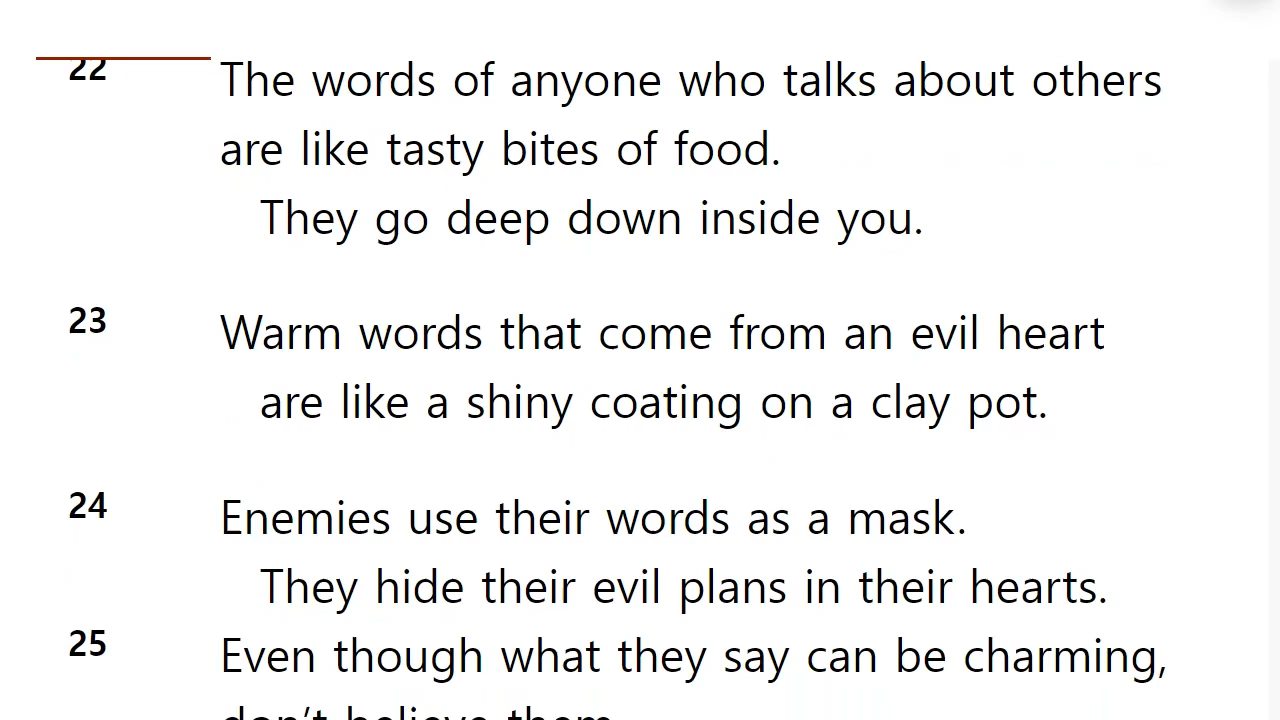 22 The words of anyone who talks about others
are like tasty bites of food.
They go deep down inside you.
23 Warm words that come from an evil heart
are like a shiny coating on a clay pot.
24 Enemies use their words as a mask.
They hide their evil plans in their hearts.
25 Even though what they say can be charming,
don’t believe them